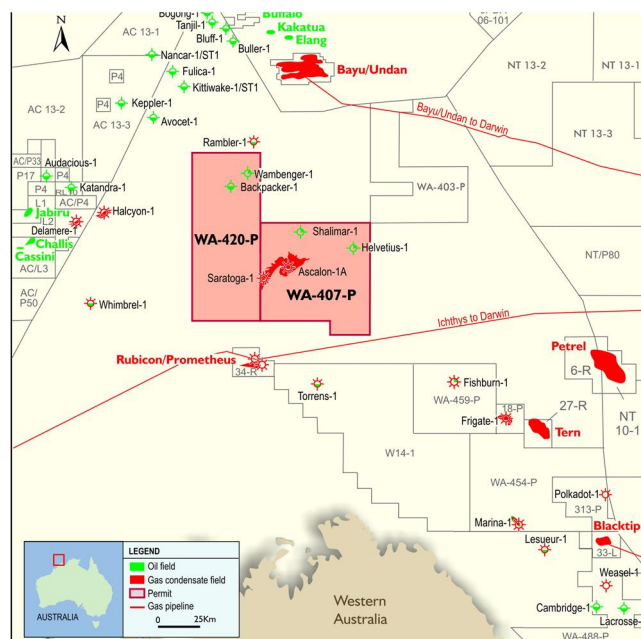 Bogong-1
Buffalo
06-101
AC 13-1
Tanjil-1
Kakatua
Bluff-1
Elang
N
Buller-1
NT 13-2
NT 13-1
Nancar-1/ST1
Fulica-1
Bayu/Undan
P4
Kittiwake-1/ST1
AC 13-2
P4
Keppler-1
Bayu/Undan to Darwin
AC 13-3
Avocet-1
NT 13-3
Rambler-1
AC/P33
Audacious-1
P17
P4
Wambenger-1
P4
Katandra-1
Backpacker-1
WA-403-P
L1
AC/P4
Jabiru
L2
Halcyon-1
Delamere-1
Shalimar-1
WA-420-P
Helvetius-1
Challis
Cassini
NT/P80
AC/L3
Ascalon-1A
Saratoga-1
AC/
P50
WA-407-P
Whimbrel-1
Ichthys to Darwin
Petrel
Rubicon/Prometheus
34-R
6-R
Torrens-1
Fishburn-1
WA-459-P
27-R
NT
10-1
18-P
Frigate-1
Tern
W14-1
WA-454-P
Polkadot-1
313-P
Marina-1
Blacktip
Lesueur-1
33-L
Weasel-1
Cambridge-1
Lacrosse
WA-488-P
Western
Australia
AUSTRALIA
LEGEND
Oil field
Gas condensate field
Permit
Gas pipeline
0
25Km